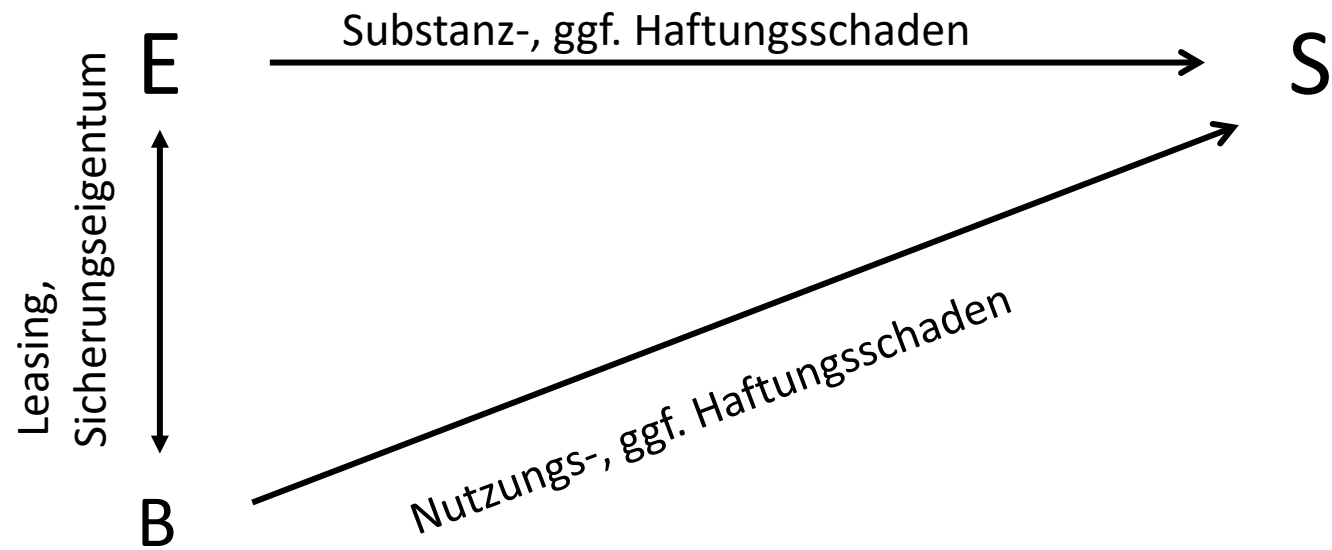 Substanz-, ggf. Haftungsschaden
E
S
Leasing,
Sicherungseigentum
Nutzungs-, ggf. Haftungsschaden
B